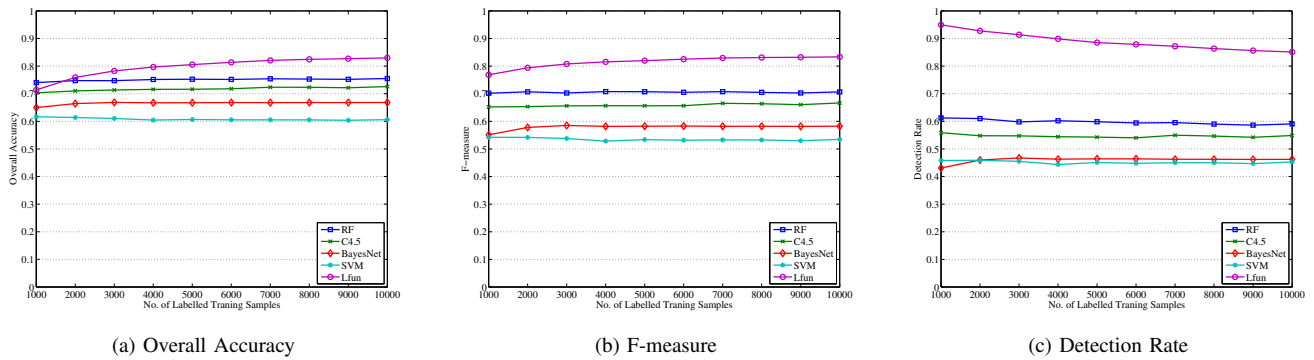 1
0.9
0.8
0.7
0.6
0.5
0.4
0.3
0.2
0.1
0
Overall Accuracy
RF
C4.5
BayesNet
SVM
Lfun
1000 2000 3000 4000 5000 6000 7000 8000 9000 10000
No. of Labelled Traning Samples
(a) Overall Accuracy
1
0.9
0.8
0.7
0.6
0.5
0.4
0.3
0.2
0.1
0
F−measure
RF
C4.5
BayesNet
SVM
Lfun
1000 2000 3000 4000 5000 6000 7000 8000 9000 10000
No. of Labelled Traning Samples
(b) F-measure
1
0.9
0.8
0.7
0.6
0.5
0.4
0.3
0.2
0.1
0
Detection Rate
RF
C4.5
BayesNet
SVM
Lfun
1000 2000 3000 4000 5000 6000 7000 8000 9000 10000
No. of Labelled Traning Samples
(c) Detection Rate